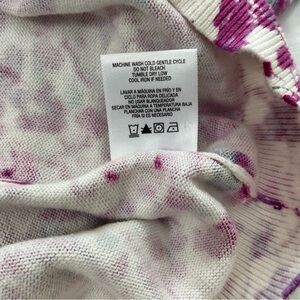 MACHINE WASH COLD GENTLE CYCLE
DO NOT BLEACH
TUMBLE DRY LOW
COOL IRON IF NEEDED
LAVAR A MÁQUINA EN FRÍO Y EN
CICLO PARA ROPA DELICADA
NO USAR BLANQUEADOR
SECAR EN MÁQUINA A TEMPERATURA BAJA
PLANCHAR CON UNA PLANCHA
FRÍA SI ES NECESARIO